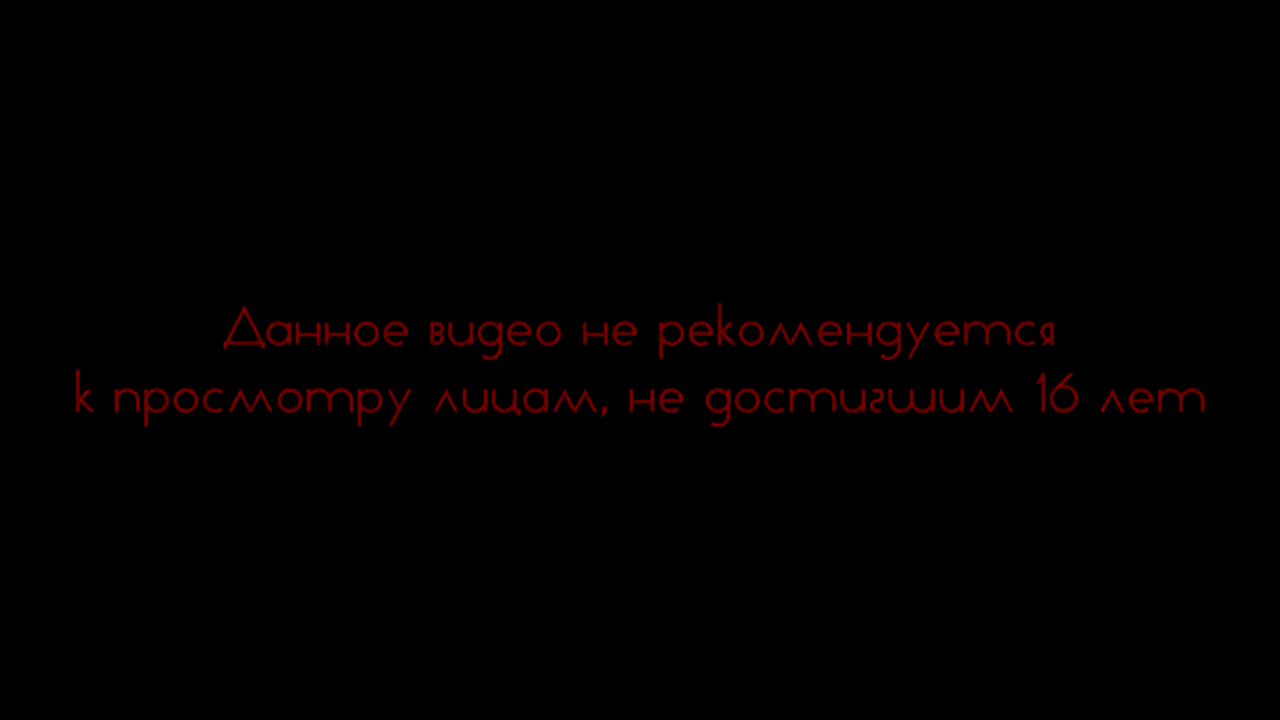 Данное видео не рекомендуется
к просмотру лицам, не достигшим 16 лет